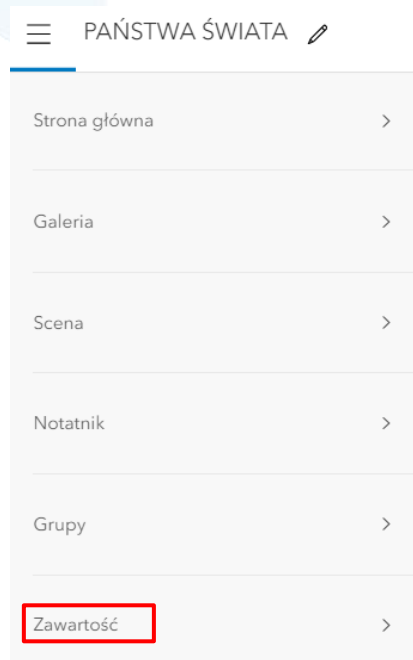 PAŃSTWA ŚWIATA
Strona główna
Galeria
Scena
Notatnik
Grupy
Zawartość